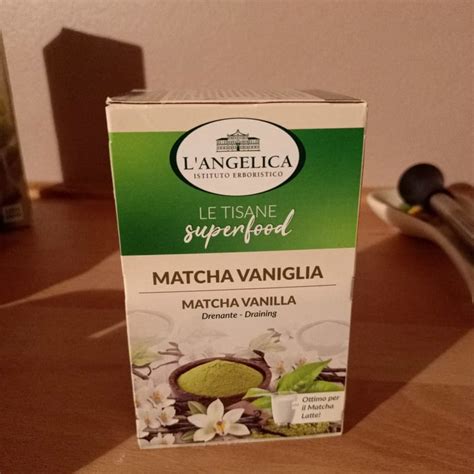 L'ANGELICA
ISTITUTO ERBORISTICO
LE TISANE
superfood
MATCHA VANIGLIA
MATCHA VANILLA
Drenante - Draining
Ottimo per
il Matcha
Latte!